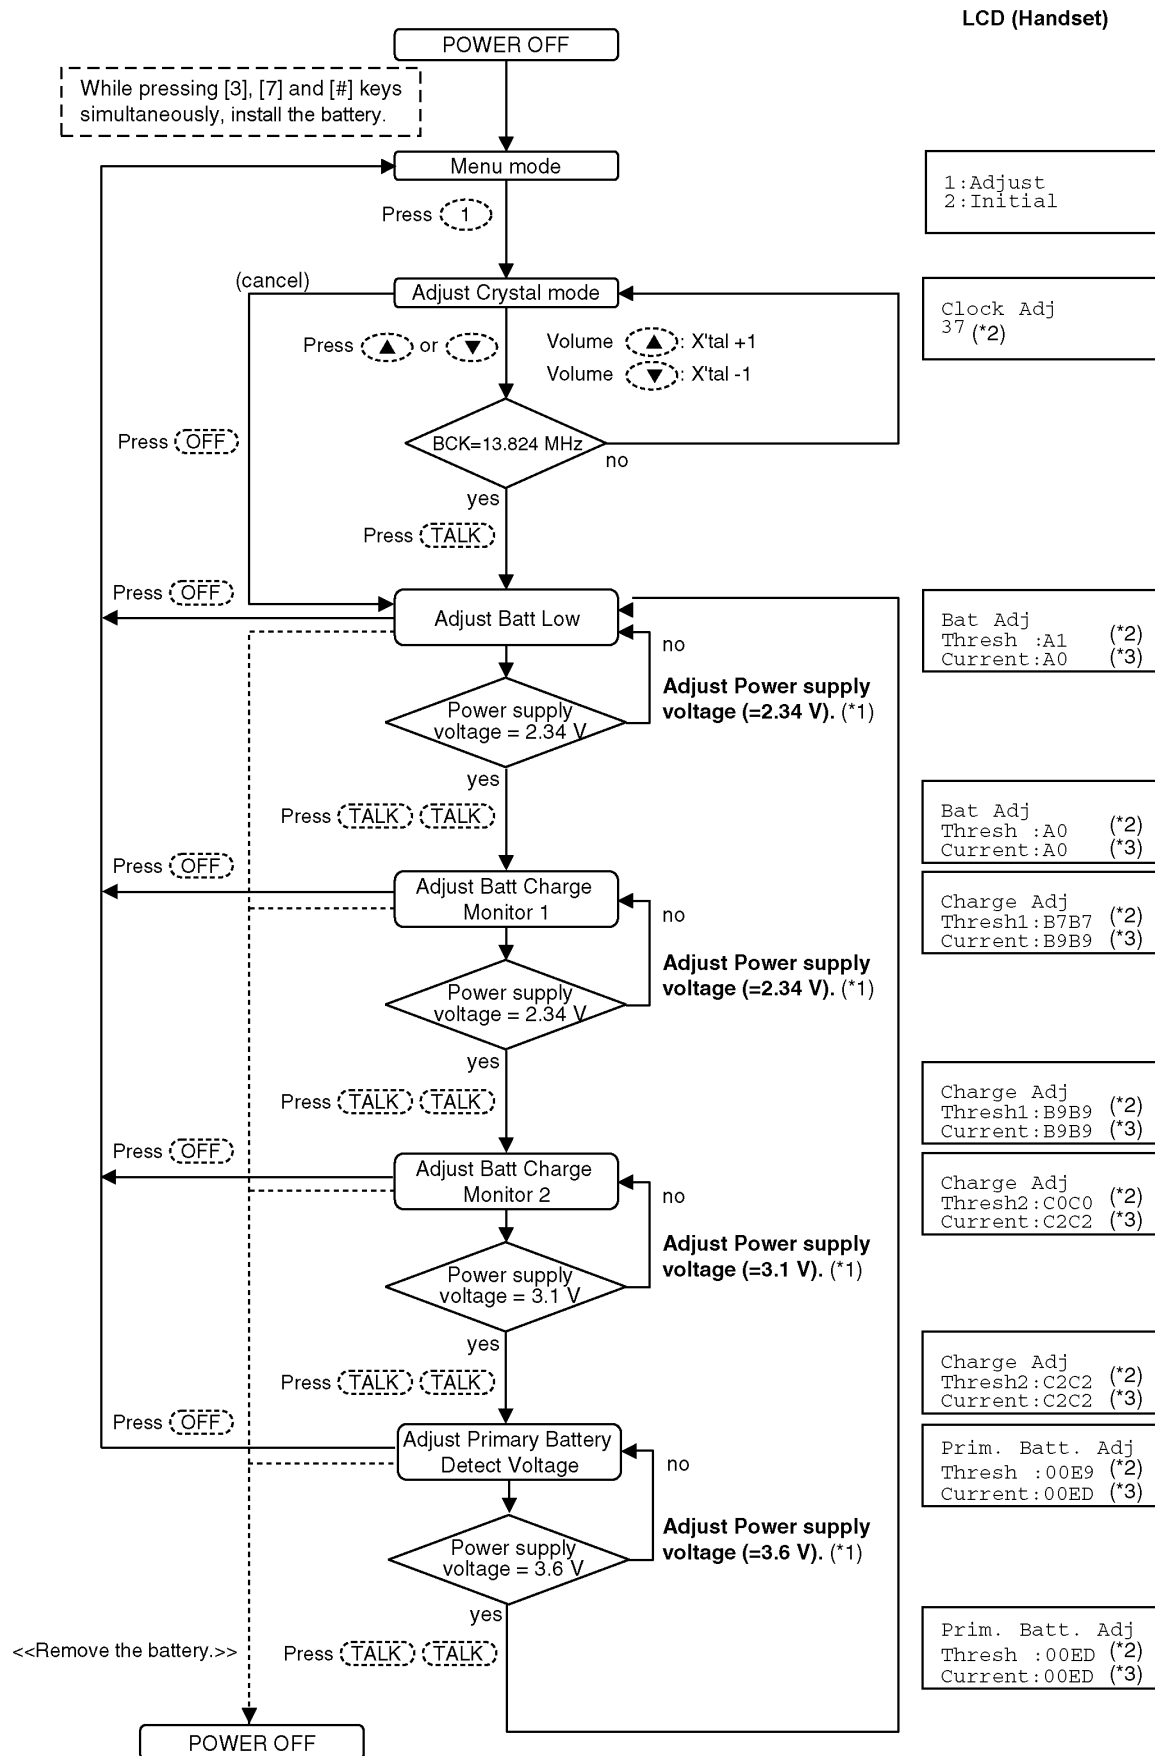 LCD (Handset)
POWER OFF
While pressing [3], [7] and [#] keys
simultaneously, install the battery.
Menu mode
1:Adjust
2:Initial
Press 1
(cancel)
Adjust Crystal mode
Clock Adj
37 (*2)
Press ▲ or ▼
Volume ▲: X'tal +1
Volume ▼: X'tal -1
Press OFF
BCK=13.824 MHz
no
yes
Press TALK
Press OFF
Adjust Batt Low
Bat Adj
Thresh :A1 (*2)
Current:A0 (*3)
no
Adjust Power supply
voltage (=2.34 V). (*1)
Power supply
voltage = 2.34 V
yes
Press TALK TALK
Bat Adj
Thresh :A0 (*2)
Current:A0 (*3)
Press OFF
Adjust Batt Charge
Monitor 1
Charge Adj
Thresh1:B7B7 (*2)
Current:B9B9 (*3)
no
Adjust Power supply
voltage (=2.34 V). (*1)
Power supply
voltage = 2.34 V
yes
Press TALK TALK
Charge Adj
Thresh1:B9B9 (*2)
Current:B9B9 (*3)
Press OFF
Adjust Batt Charge
Monitor 2
Charge Adj
Thresh2:C0C0 (*2)
Current:C2C2 (*3)
no
Adjust Power supply
voltage (=3.1 V). (*1)
Power supply
voltage = 3.1 V
yes
Press TALK TALK
Charge Adj
Thresh2:C2C2 (*2)
Current:C2C2 (*3)
Press OFF
Adjust Primary Battery
Detect Voltage
Prim. Batt. Adj
Thresh :00E9 (*2)
Current:00ED (*3)
no
Adjust Power supply
voltage (=3.6 V). (*1)
Power supply
voltage = 3.6 V
yes
Press TALK TALK
Prim. Batt. Adj
Thresh :00ED (*2)
Current:00ED (*3)
<<Remove the battery.>>
POWER OFF